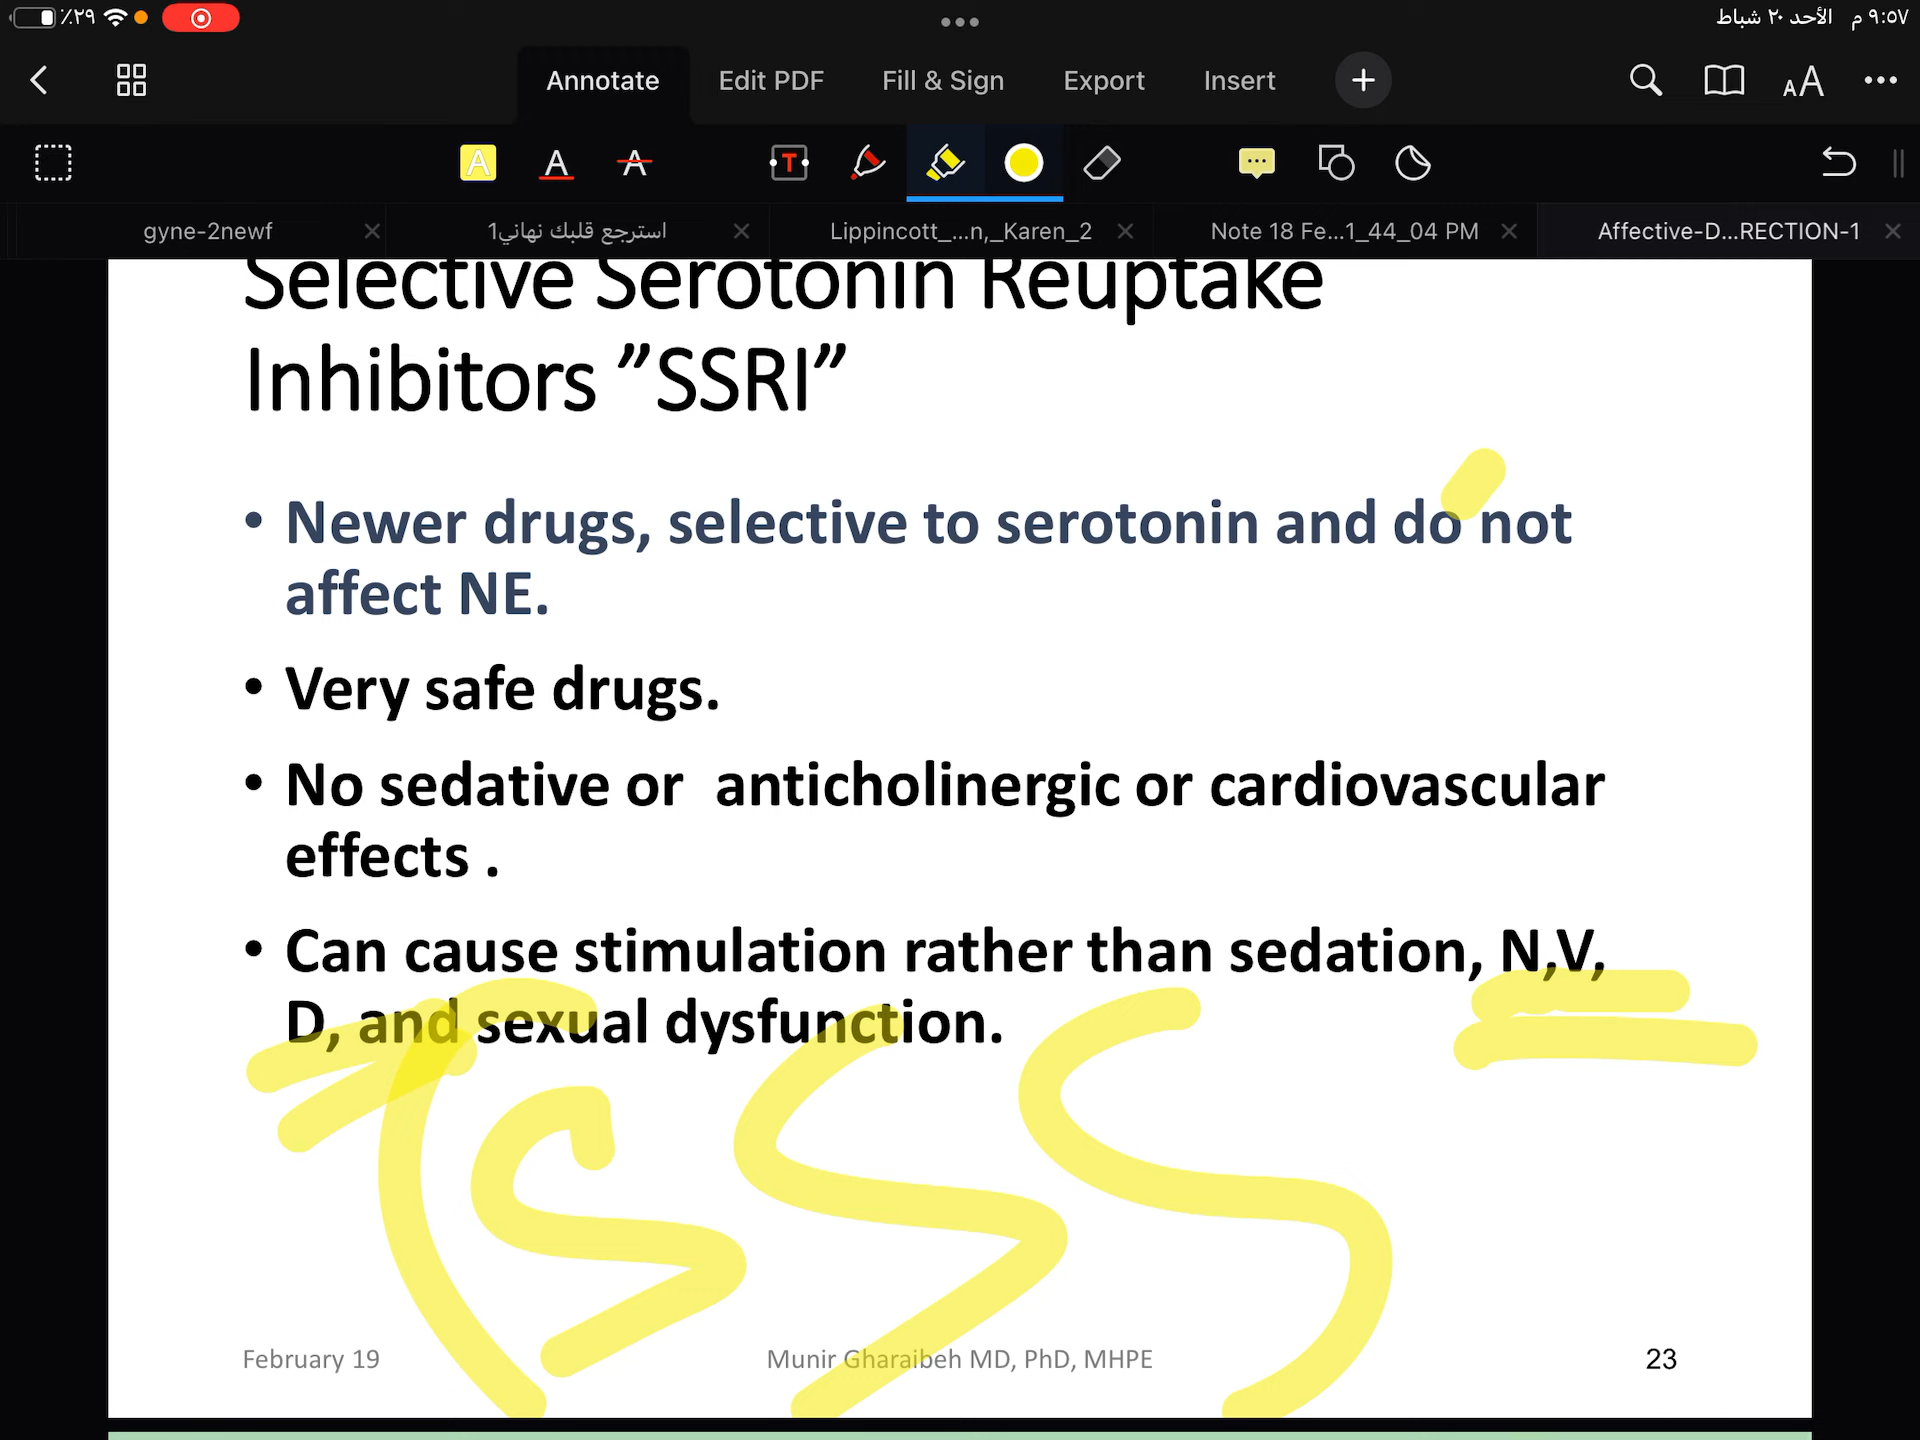 ٪٢٩ الأحد ٢٠ شباط ٩:٥٧ م
Annotate Edit PDF Fill & Sign Export Insert AA
A A A T
gyne-2newf استرجع قلبك نهاني1 Lippincott_...n,_Karen_2 Note 18 Fe...1_44_04 PM Affective-D...RECTION-1
Selective Serotonin Reuptake
Inhibitors ”SSRI”
• Newer drugs, selective to serotonin and do not
affect NE.
• Very safe drugs.
• No sedative or anticholinergic or cardiovascular
effects .
• Can cause stimulation rather than sedation, N,V,
D, and sexual dysfunction.
SSS
February 19 Munir Gharaibeh MD, PhD, MHPE 23